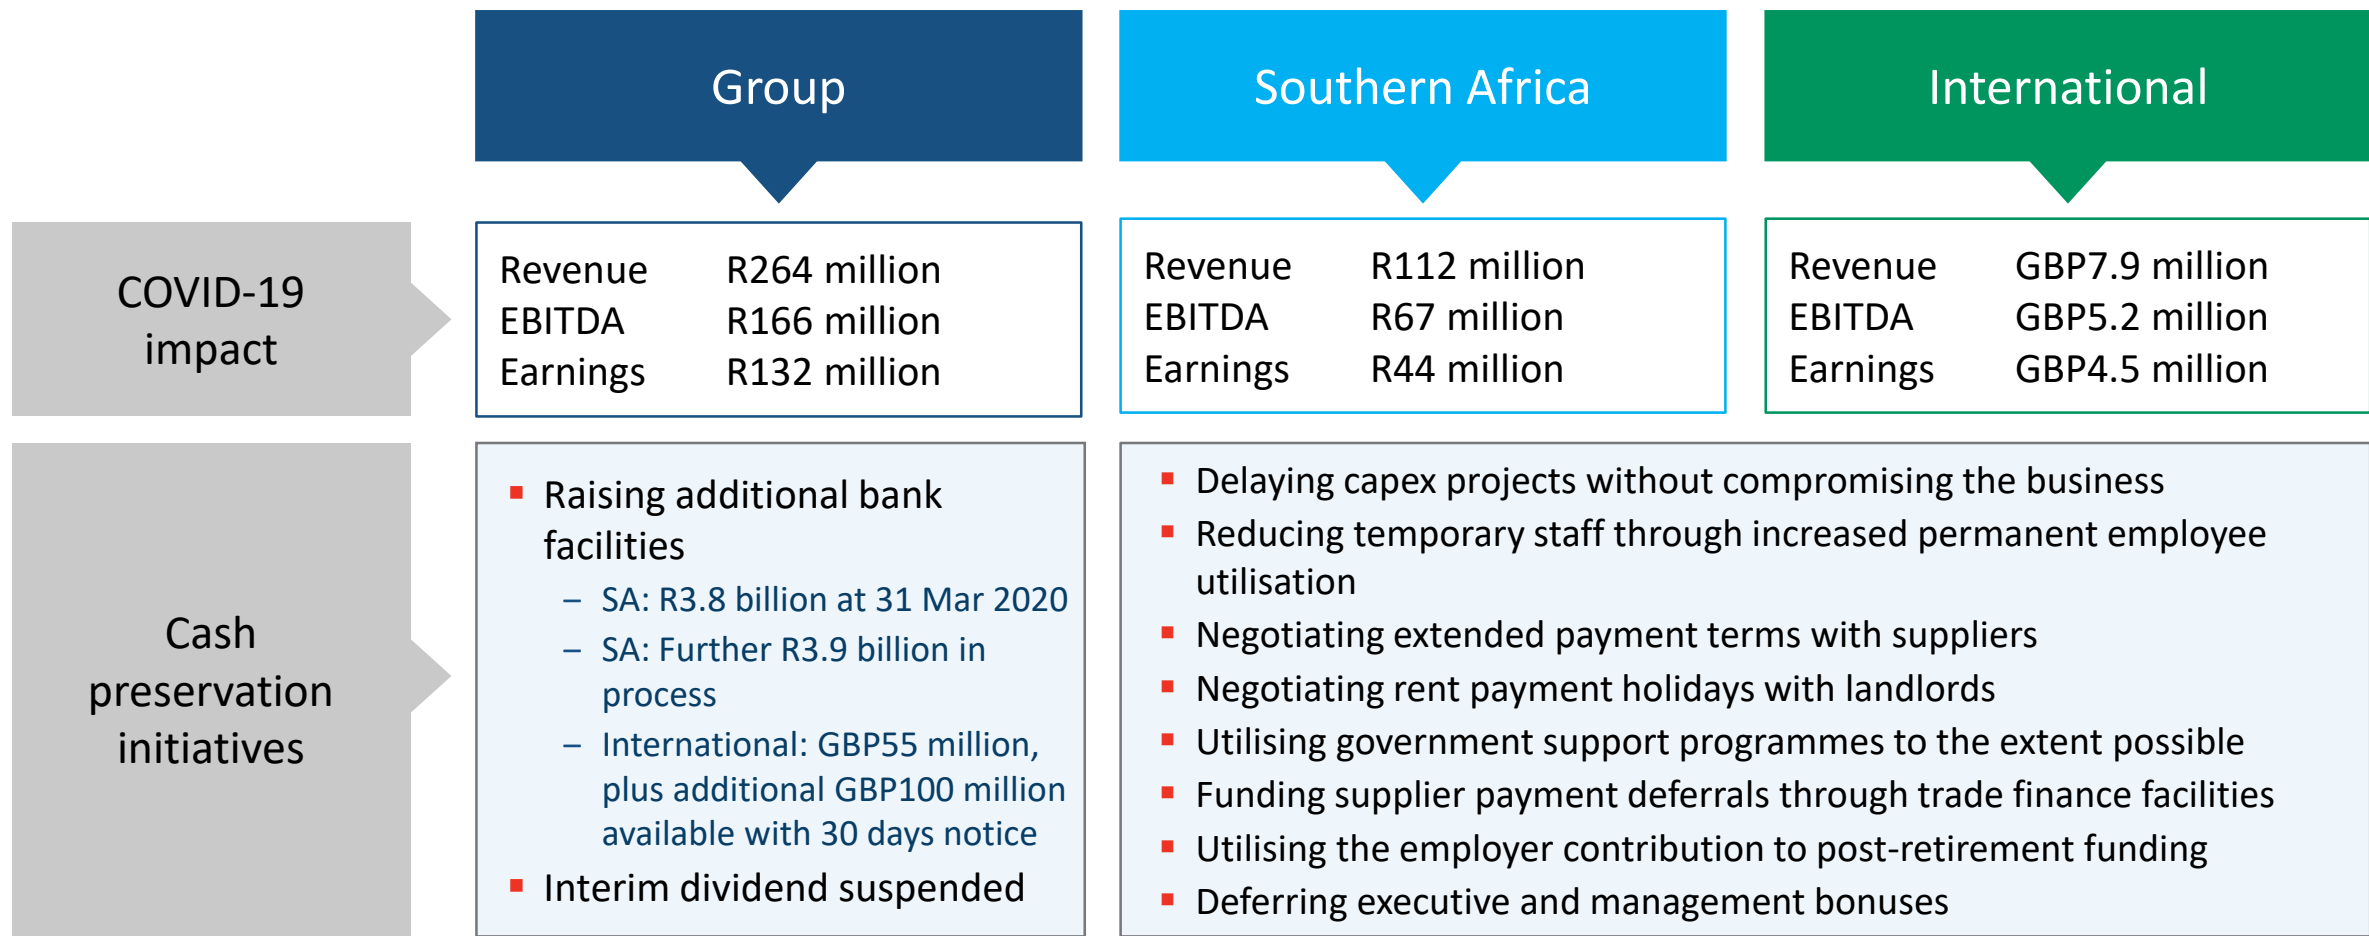 Group
Southern Africa
International
COVID-19
impact
Revenue R264 million
EBITDA R166 million
Earnings R132 million
Revenue R112 million
EBITDA R67 million
Earnings R44 million
Revenue GBP7.9 million
EBITDA GBP5.2 million
Earnings GBP4.5 million
Cash
preservation
initiatives
▪ Raising additional bank
facilities
– SA: R3.8 billion at 31 Mar 2020
– SA: Further R3.9 billion in
process
– International: GBP55 million,
plus additional GBP100 million
available with 30 days notice
▪ Interim dividend suspended
▪ Delaying capex projects without compromising the business
▪ Reducing temporary staff through increased permanent employee
utilisation
▪ Negotiating extended payment terms with suppliers
▪ Negotiating rent payment holidays with landlords
▪ Utilising government support programmes to the extent possible
▪ Funding supplier payment deferrals through trade finance facilities
▪ Utilising the employer contribution to post-retirement funding
▪ Deferring executive and management bonuses